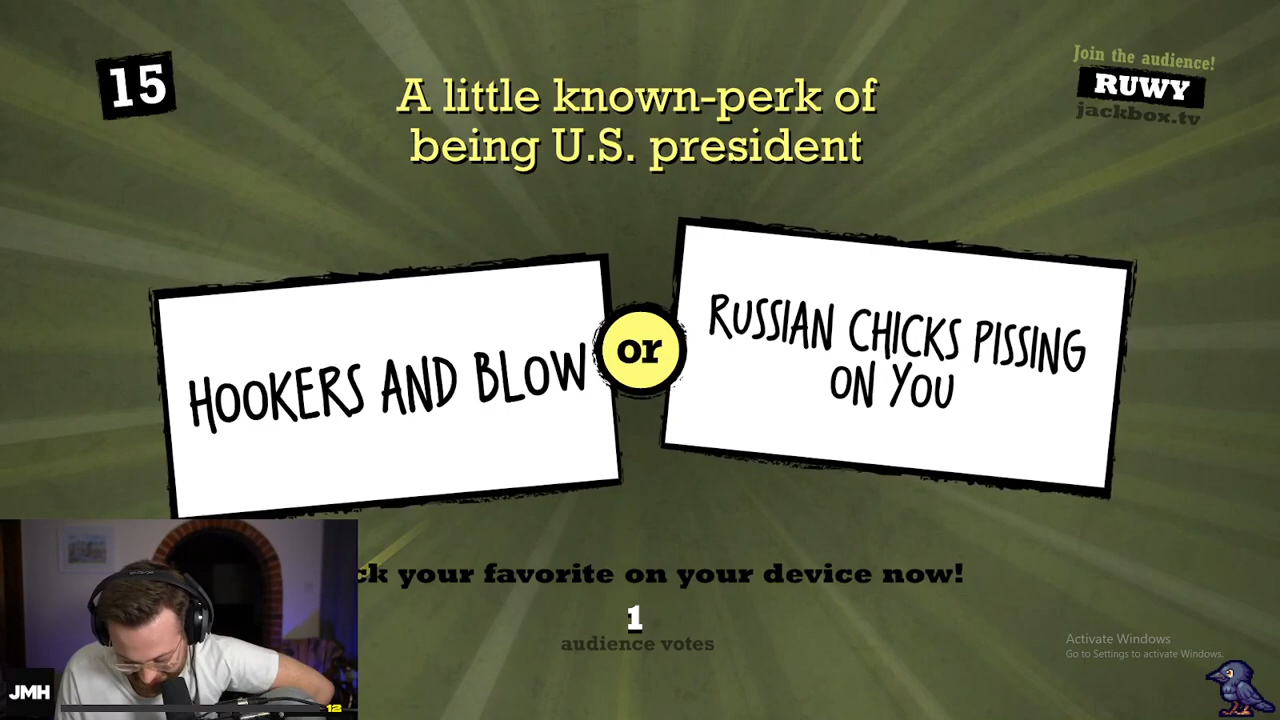 15
Join the audience!
RUWY
jackbox.tv
A little known-perk of
being U.S. president
HOOKERS AND BLOW
or
RUSSIAN CHICKS PISSING
ON YOU
ck your favorite on your device now!
1
audience votes
Activate Windows
Go to Settings to activate Windows.
JMH
12